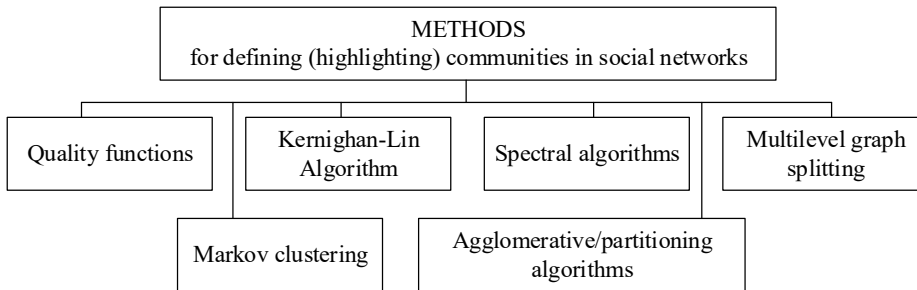 METHODS
for defining (highlighting) communities in social networks
Quality functions
Kernighan-Lin
Algorithm
Spectral algorithms
Multilevel graph
splitting
Markov clustering
Agglomerative/partitioning
algorithms